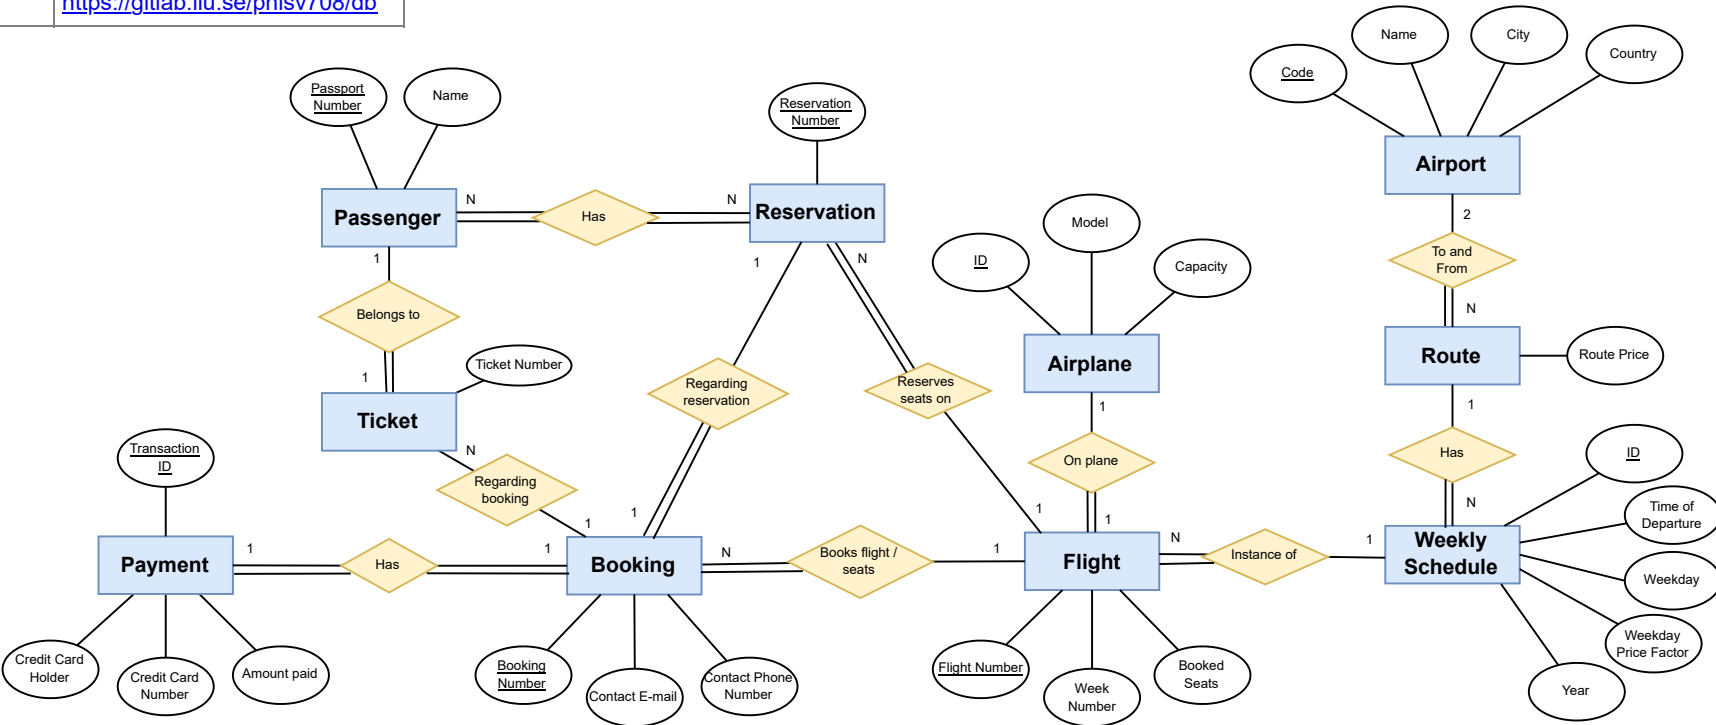 https://gitlab.liu.se/phisv708/db
Name
City
Country
Code
Passport
Number
Name
Reservation
Number
Airport
Passenger
N
Has
N
Reservation
2
Model
To and
From
ID
Capacity
1
1
N
Belongs to
N
Airplane
Route
Route Price
1
Ticket Number
Regarding
reservation
Reserves
seats on
1
1
Ticket
Has
ID
Transaction
ID
N
Regarding
booking
On plane
N
Time of
Departure
1
1
1
1
Payment
1
Has
1
Booking
N
Books flight /
seats
1
Flight
N
Instance of
1
Weekly
Schedule
Weekday
Weekday
Price Factor
Credit Card
Holder
Credit Card
Number
Amount paid
Booking
Number
Contact E-mail
Contact Phone
Number
Flight Number
Week
Number
Booked
Seats
Year